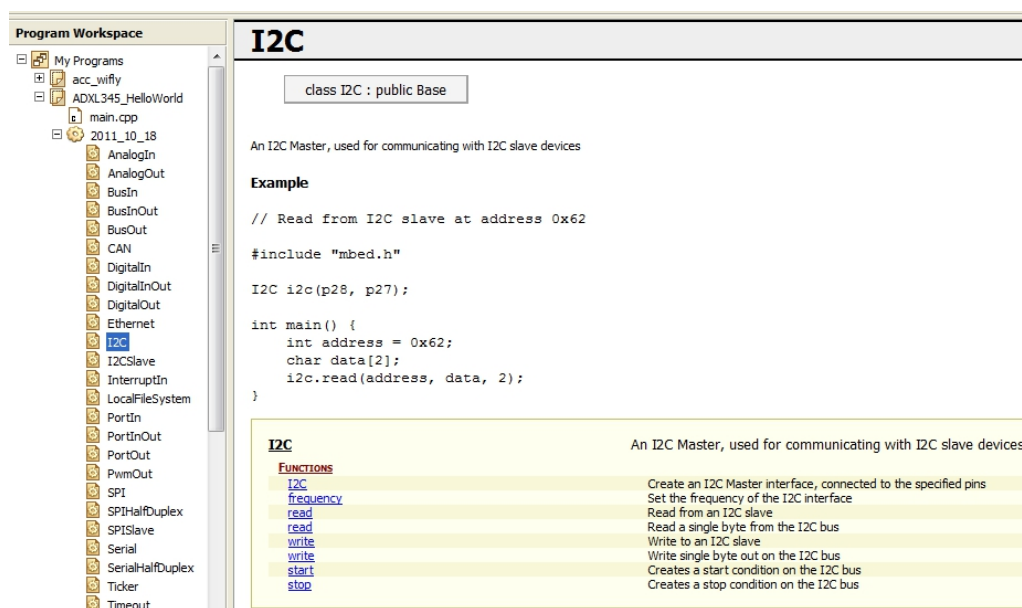 Program Workspace
My Programs
acc_wifly
ADXL345_HelloWorld
main.cpp
2011_10_18
AnalogIn
AnalogOut
BusIn
BusInOut
BusOut
CAN
DigitalIn
DigitalInOut
DigitalOut
Ethernet
I2C
I2CSlave
InterruptIn
LocalFileSystem
PortIn
PortInOut
PortOut
PwmOut
SPI
SPIHalfDuplex
SPISlave
Serial
SerialHalfDuplex
Ticker
Timeout
I2C
class I2C : public Base
An I2C Master, used for communicating with I2C slave devices
Example
// Read from I2C slave at address 0x62
#include "mbed.h"
I2C i2c(p28, p27);
int main() {
    int address = 0x62;
    char data[2];
    i2c.read(address, data, 2);
}
I2C An I2C Master, used for communicating with I2C slave devices
FUNCTIONS
I2C Create an I2C Master interface, connected to the specified pins
frequency Set the frequency of the I2C interface
read Read from an I2C slave
read Read a single byte from the I2C bus
write Write to an I2C slave
write Write single byte out on the I2C bus
start Creates a start condition on the I2C bus
stop Creates a stop condition on the I2C bus